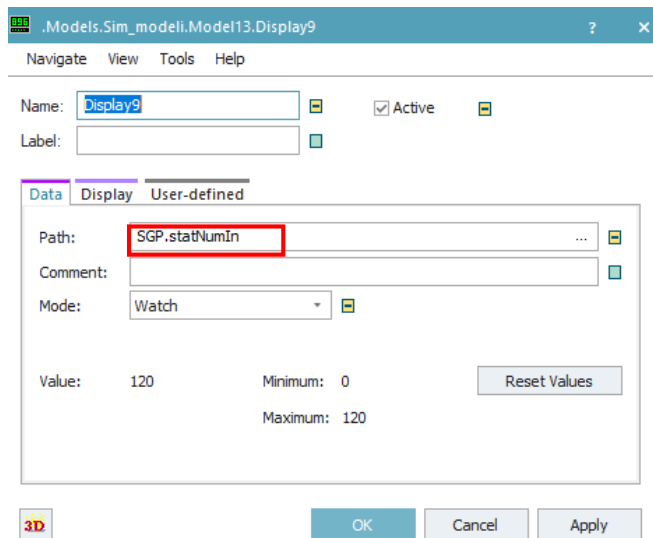 .Models.Sim_modeli.Model13.Display9 ? ×
Navigate View Tools Help
Name: Display9 Active
Label:
Data Display User-defined
Path: SGP.statNumIn ...
Comment:
Mode: Watch
Value: 120 Minimum: 0 Reset Values
Maximum: 120
3D OK Cancel Apply